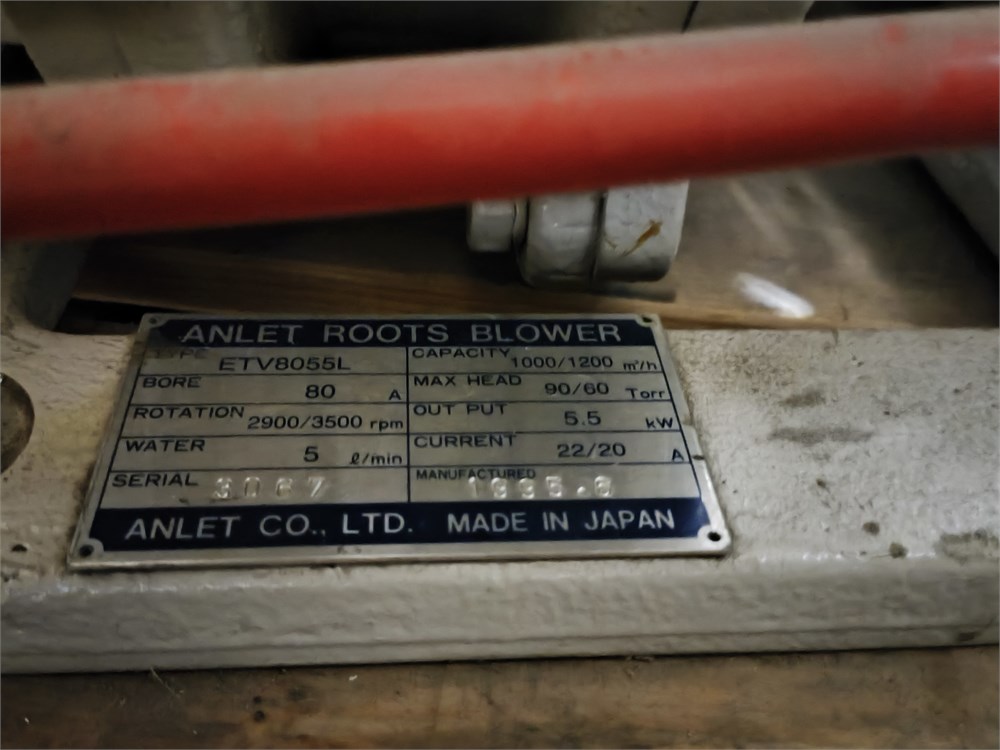 ANLET ROOTS BLOWER
TYPE ETV8055L
CAPACITY 1000/1200 m³/h
BORE 80 A
MAX HEAD 90/60 Torr
ROTATION 2900/3500 rpm
OUT PUT 5.5 kW
WATER 5 ℓ/min
CURRENT 22/20 A
SERIAL
MANUFACTURED
ANLET CO., LTD. MADE IN JAPAN